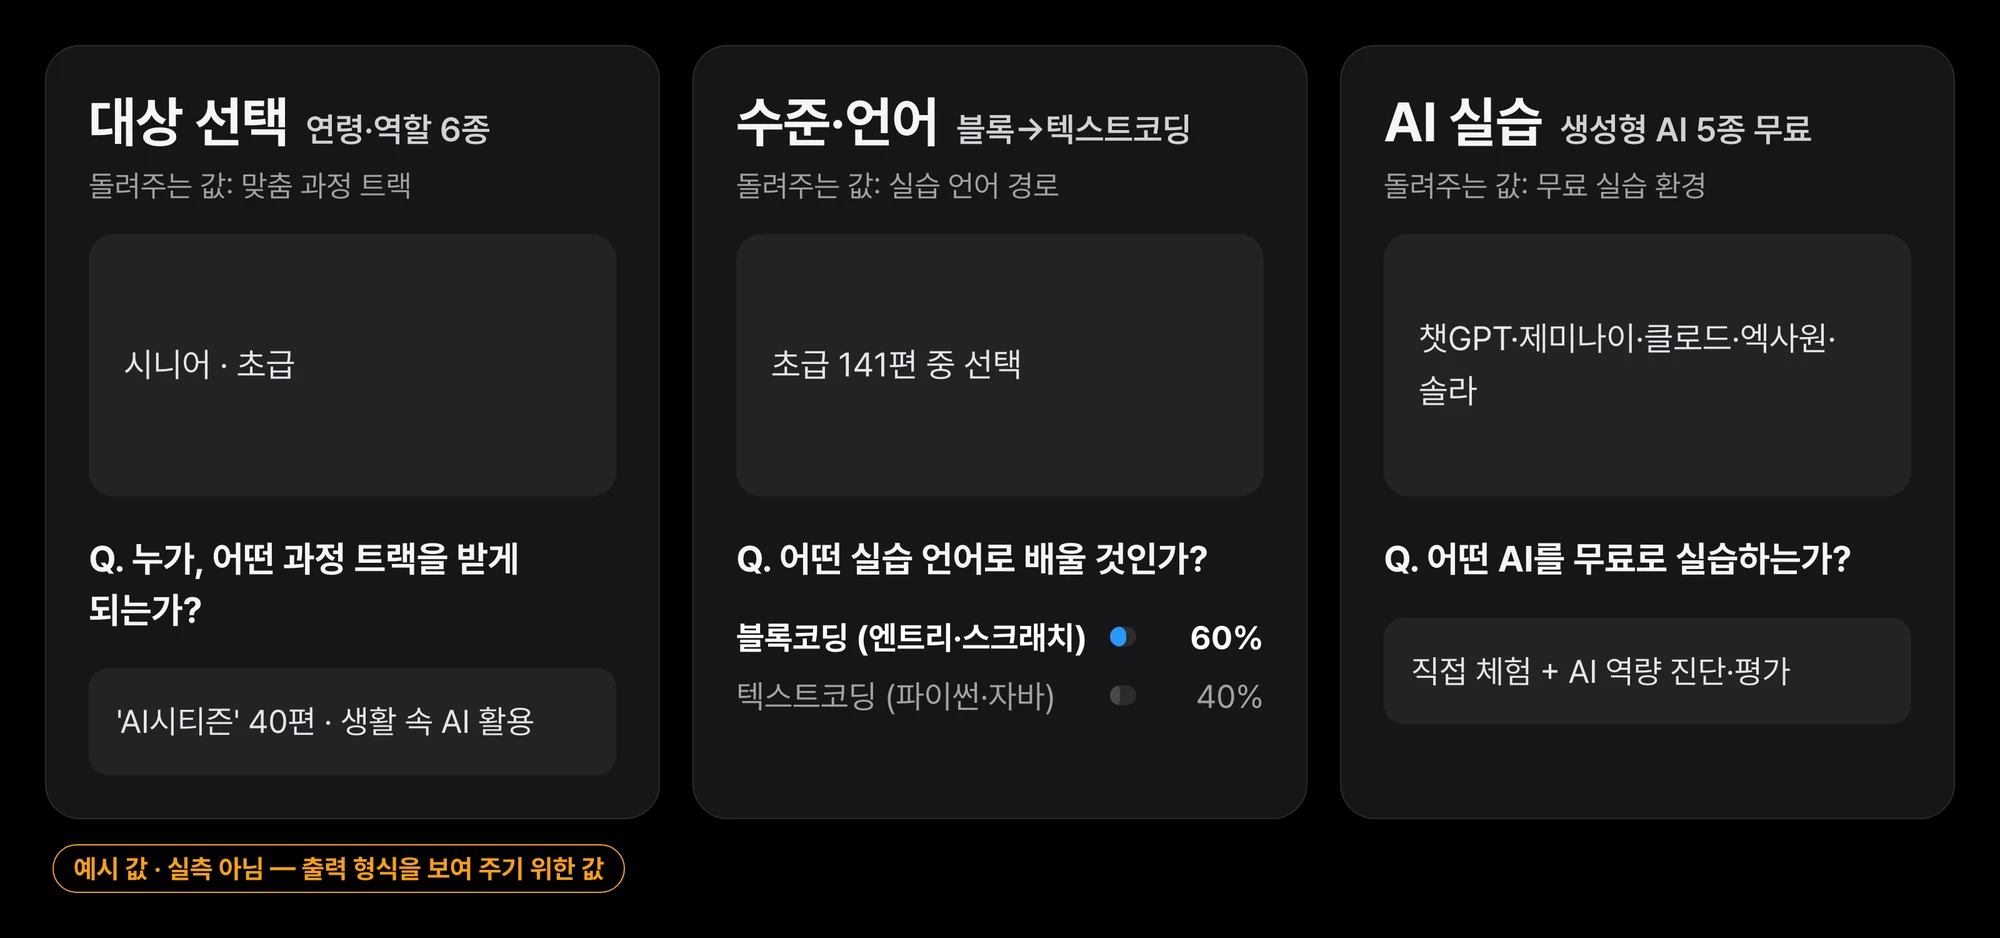 대상 선택 연령·역할 6종
돌려주는 값: 맞춤 과정 트랙
시니어 · 초급
Q. 누가, 어떤 과정 트랙을 받게
되는가?
'AI시티즌' 40편 · 생활 속 AI 활용
수준·언어 블록→텍스트코딩
돌려주는 값: 실습 언어 경로
초급 141편 중 선택
Q. 어떤 실습 언어로 배울 것인가?
블록코딩 (엔트리·스크래치) 60%
텍스트코딩 (파이썬·자바) 40%
AI 실습 생성형 AI 5종 무료
돌려주는 값: 무료 실습 환경
챗GPT·제미나이·클로드·엑사원·
솔라
Q. 어떤 AI를 무료로 실습하는가?
직접 체험 + AI 역량 진단·평가
예시 값 · 실측 아님 — 출력 형식을 보여 주기 위한 값